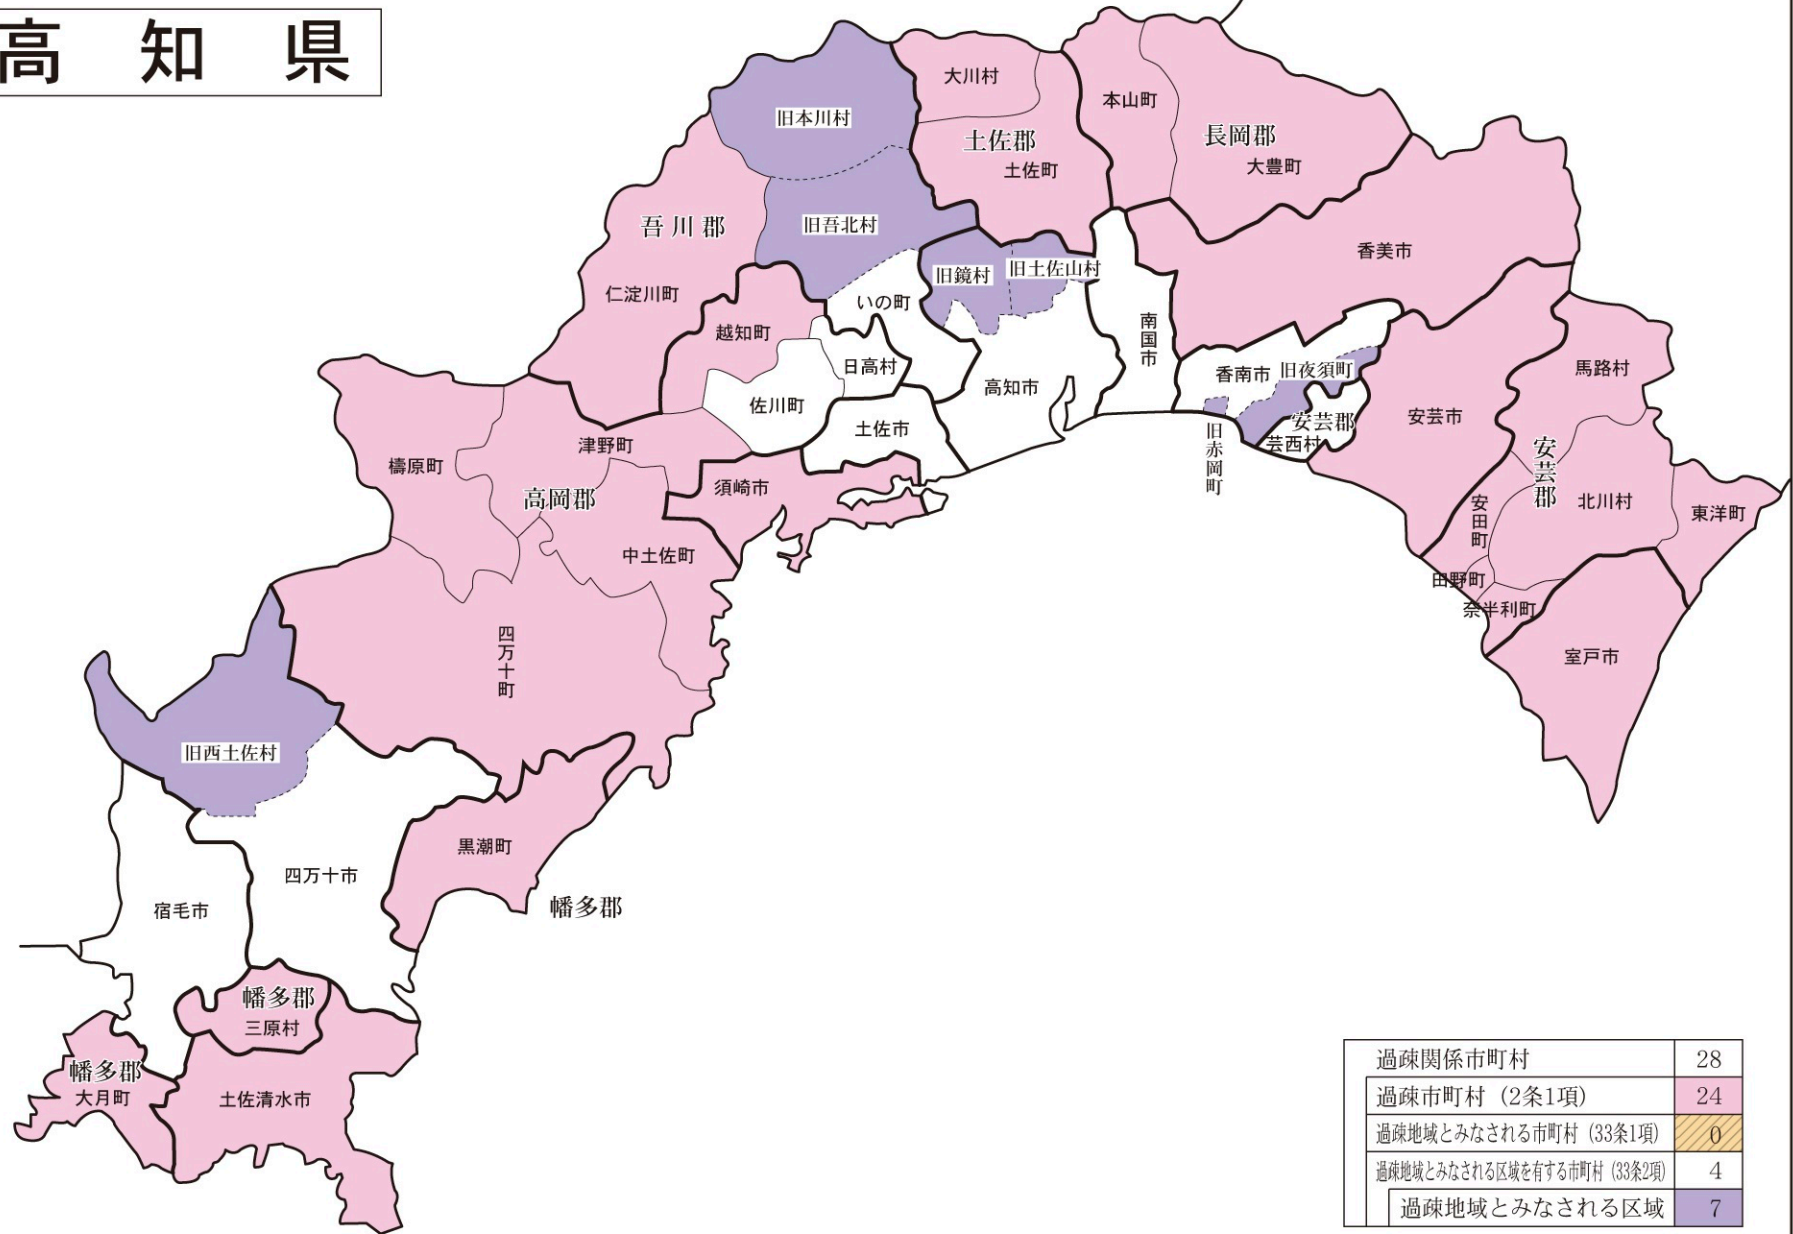 高知県
大川村
本山町
旧本川村
土佐郡
長岡郡
土佐町
大豊町
吾川郡
旧吾北村
香美市
旧鏡村
旧土佐山村
仁淀川町
いの町
越知町
南国市
日高村
香南市
旧夜須町
馬路村
高知市
佐川町
安芸市
安芸郡
土佐市
芸西村
津野町
旧赤岡町
檮原町
安芸郡
須崎市
高岡郡
北川村
東洋町
安田町
中土佐町
田野町
奈半利町
四万十町
室戸市
旧西土佐村
黒潮町
四万十市
宿毛市
幡多郡
幡多郡
三原村
幡多郡
大月町
土佐清水市
過疎関係市町村 28
過疎市町村（2条1項） 24
過疎地域とみなされる市町村（33条1項） 0
過疎地域とみなされる区域を有する市町村（33条2項） 4
過疎地域とみなされる区域 7